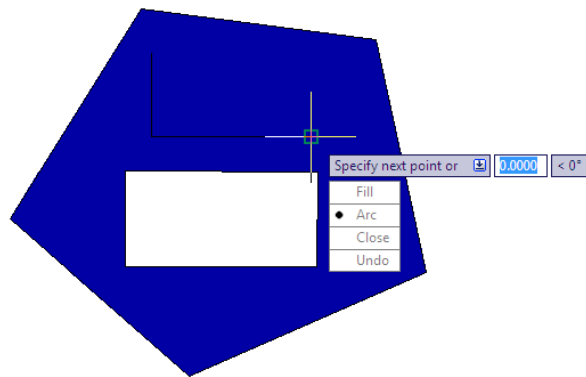 Specify next point or 0.0000 < 0°
Fill
Arc
Close
Undo